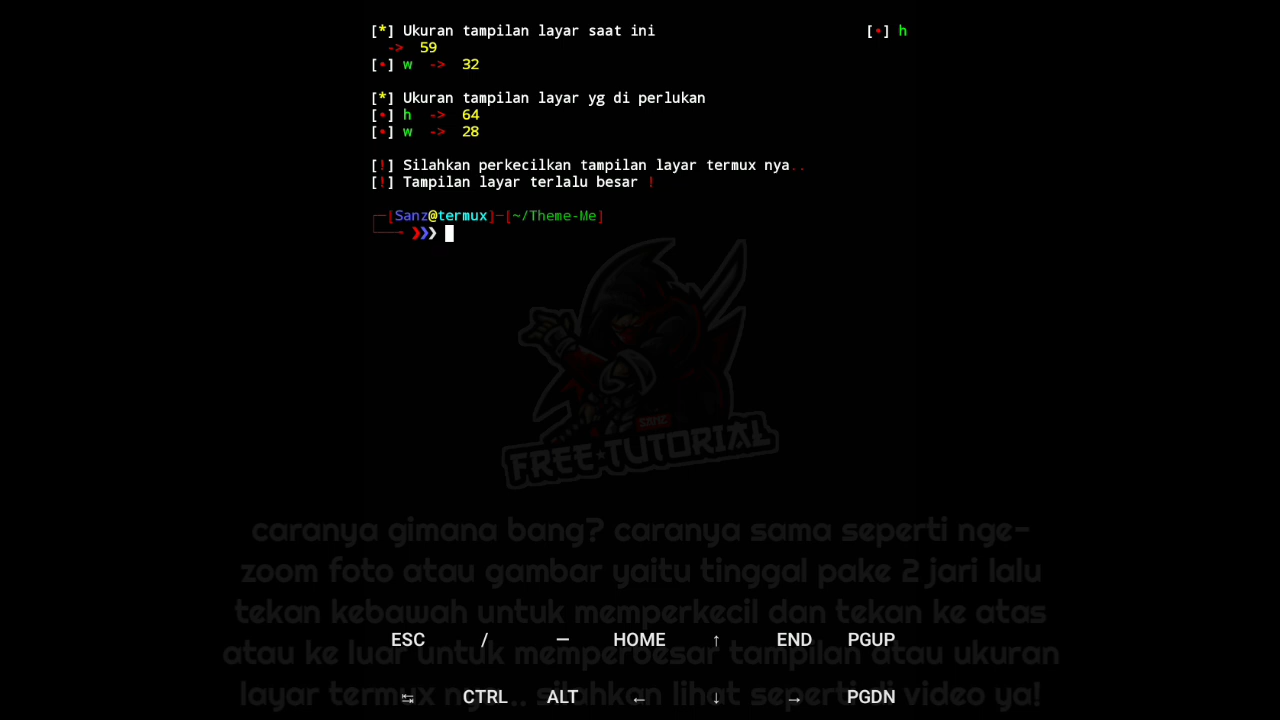 [*] Ukuran tampilan layar saat ini [•] h
-> 59
[•] w -> 32
[*] Ukuran tampilan layar yg di perlukan
[•] h -> 64
[•] w -> 28
[!] Silahkan perkecilkan tampilan layar termux nya..
[!] Tampilan layar terlalu besar !
┌─[Sanz@termux]─[~/Theme-Me]
└──╼ ❯❯❯
SANZ
FREE TUTORIAL
caranya gimana bang? caranya sama seperti nge-
zoom foto atau gambar yaitu tinggal pake 2 jari lalu
tekan kebawah untuk memperkecil dan tekan ke atas
atau ke luar untuk memperbesar tampilan atau ukuran
layar termux nya.. silahkan lihat seperti di video ya!
ESC / — HOME ↑ END PGUP
↹ CTRL ALT ← ↓ → PGDN